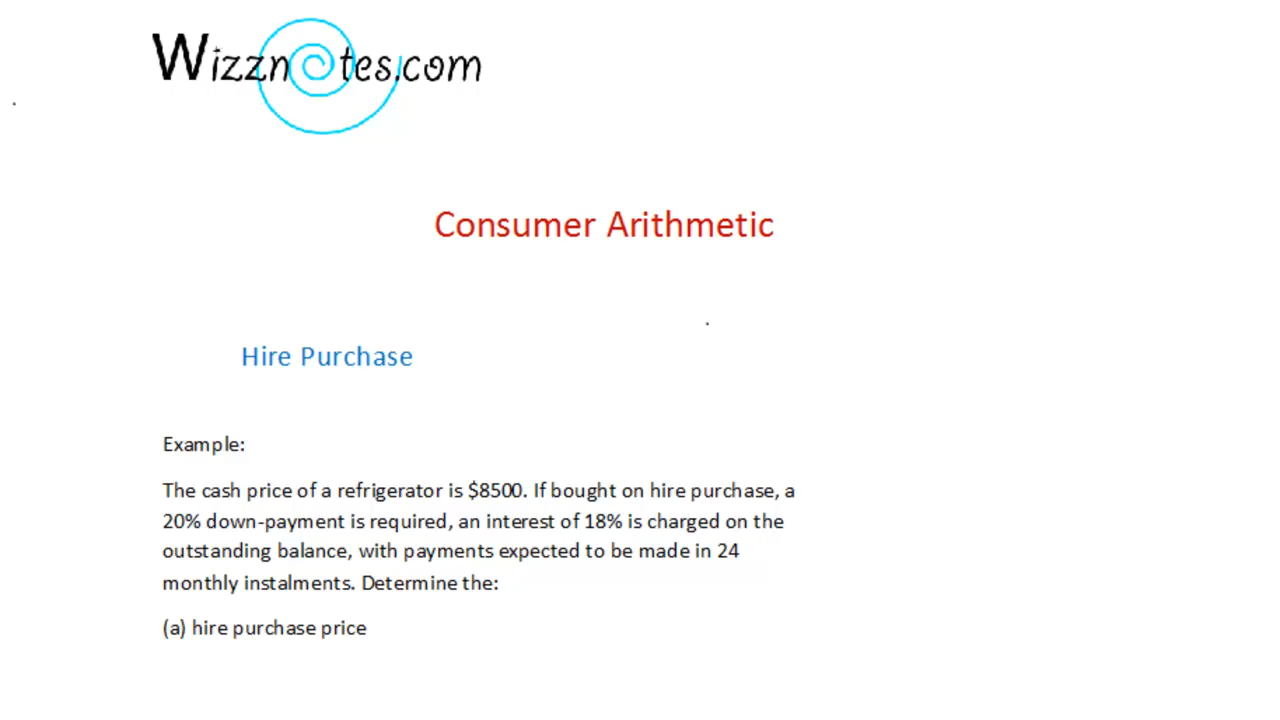 Wizznotes.com
Consumer Arithmetic
Hire Purchase
Example:
The cash price of a refrigerator is $8500. If bought on hire purchase, a
20% down-payment is required, an interest of 18% is charged on the
outstanding balance, with payments expected to be made in 24
monthly instalments. Determine the:
(a) hire purchase price